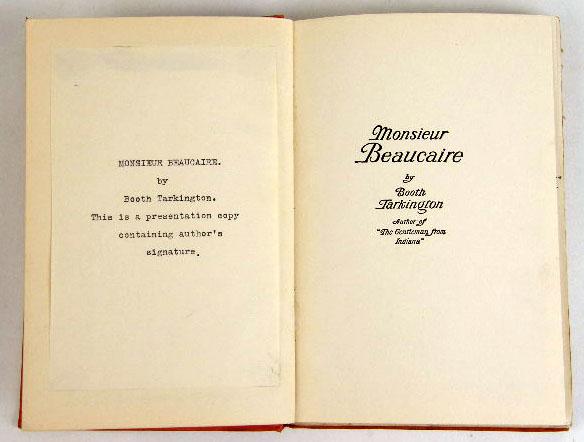 MONSIEUR BEAUCAIRE.
by
Booth Tarkington.
This is a presentation copy
containing author's
signature.
Monsieur
Beaucaire
by
Booth
Tarkington
Author of
"The Gentleman from
Indiana"